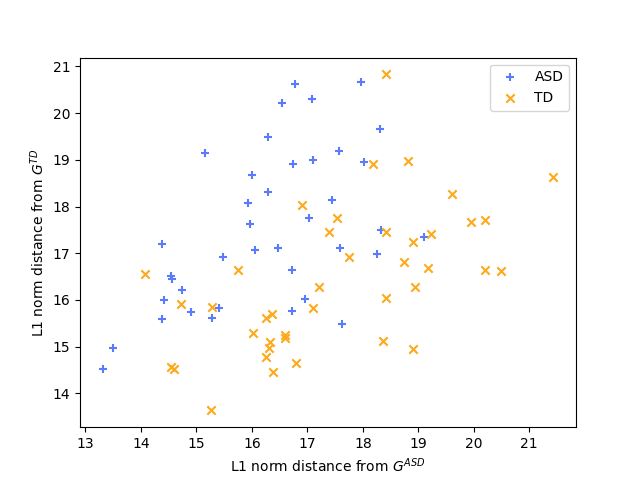 21
20
19
18
17
16
15
14
L1 norm distance from G^{TD}
ASD
TD
13 14 15 16 17 18 19 20 21
L1 norm distance from G^{ASD}